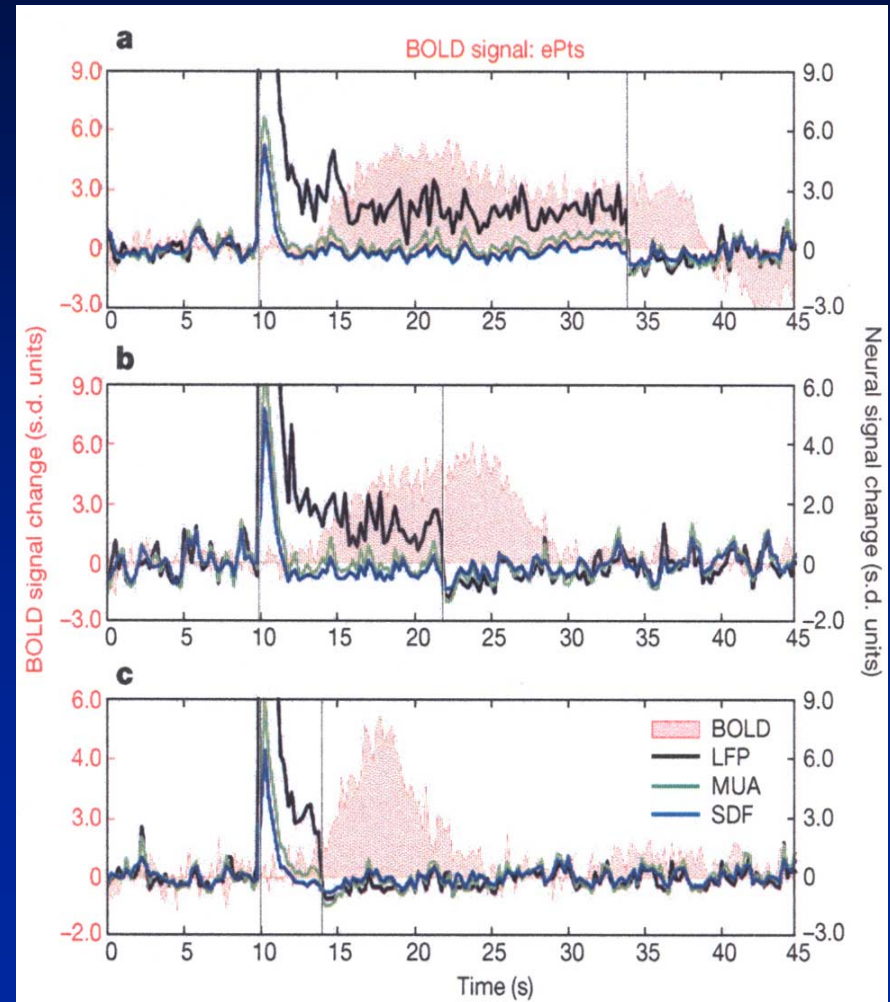 a
BOLD signal: ePts
9.0 9.0
6.0 6.0
3.0 3.0
0 0
−3.0 −3.0
0 5 10 15 20 25 30 35 40 45
b
9.0 6.0
6.0 4.0
3.0 2.0
0 0
−3.0 −2.0
0 5 10 15 20 25 30 35 40 45
BOLD signal change (s.d. units)
Neural signal change (s.d. units)
c
6.0 9.0
4.0 6.0
3.0 3.0
0 0
−2.0 −3.0
BOLD
LFP
MUA
SDF
0 5 10 15 20 25 30 35 40 45
Time (s)